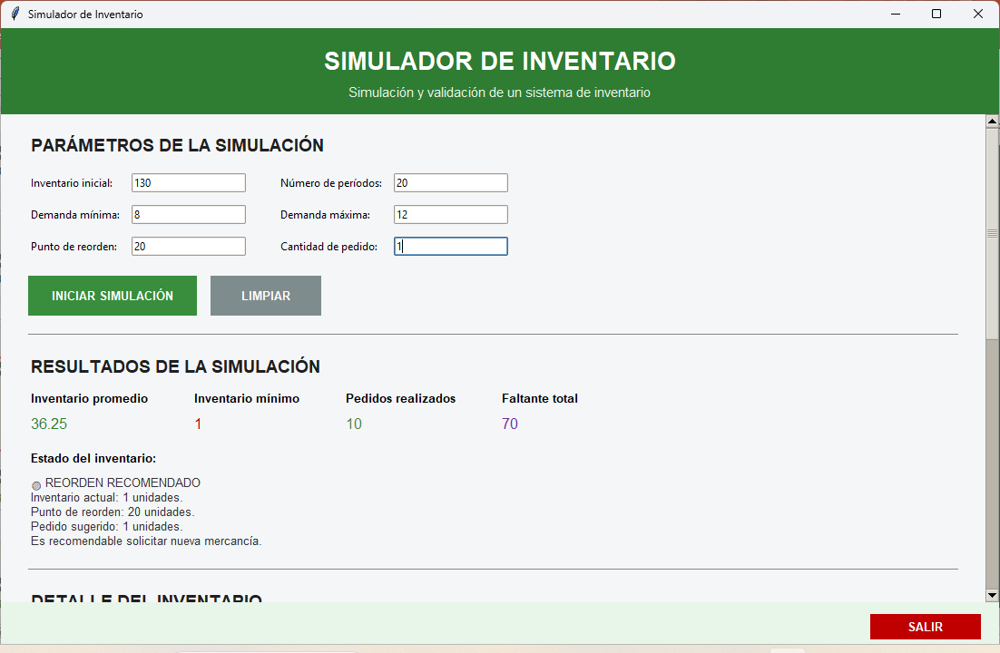 Simulador de Inventario
SIMULADOR DE INVENTARIO
Simulación y validación de un sistema de inventario
PARÁMETROS DE LA SIMULACIÓN
Inventario inicial: 130 Número de períodos: 20
Demanda mínima: 8 Demanda máxima: 12
Punto de reorden: 20 Cantidad de pedido: 1
INICIAR SIMULACIÓN LIMPIAR
RESULTADOS DE LA SIMULACIÓN
Inventario promedio Inventario mínimo Pedidos realizados Faltante total
36.25 1 10 70
Estado del inventario:
REORDEN RECOMENDADO
Inventario actual: 1 unidades.
Punto de reorden: 20 unidades.
Pedido sugerido: 1 unidades.
Es recomendable solicitar nueva mercancía.
DETALLE DEL INVENTARIO
SALIR